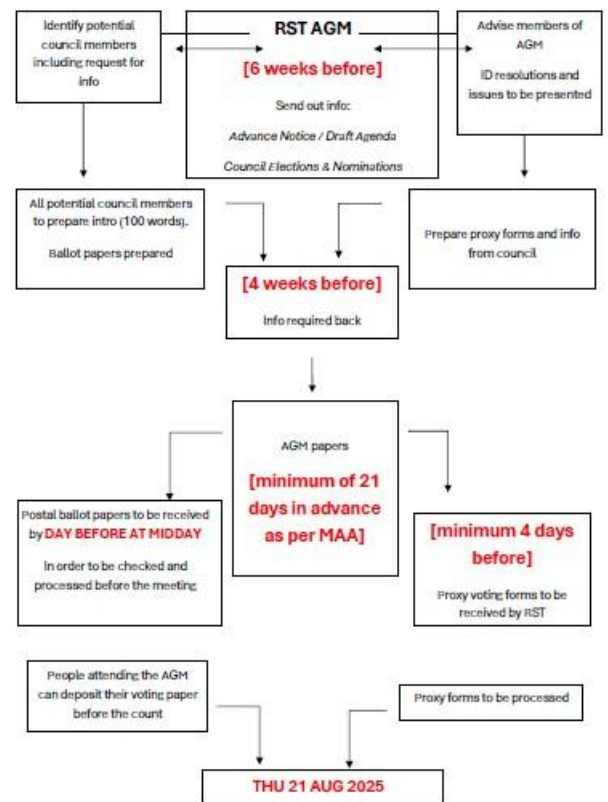 Identify potential
council members
including request for
info
RST AGM
[6 weeks before]
Send out info:
Advance Notice / Draft Agenda
Council Elections & Nominations
Advise members of
AGM
ID resolutions and
issues to be presented
All potential council members
to prepare intro (100 words).
Ballot papers prepared
Prepare proxy forms and info
from council
[4 weeks before]
Info required back
AGM papers
[minimum of 21
days in advance
as per MAA]
Postal ballot papers to be received
by DAY BEFORE AT MIDDAY
In order to be checked and
processed before the meeting
[minimum 4 days
before]
Proxy voting forms to be
received by RST
People attending the AGM
can deposit their voting paper
before the count
Proxy forms to be processed
THU 21 AUG 2025